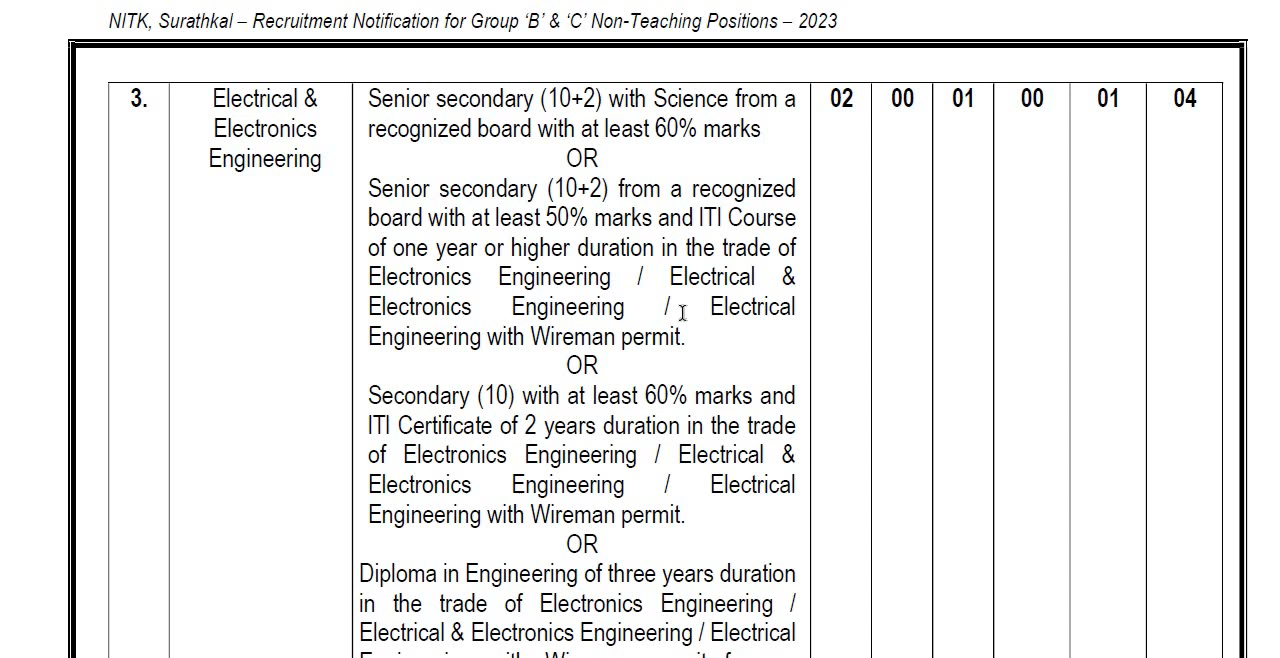 NITK, Surathkal – Recruitment Notification for Group ‘B’ & ‘C’ Non-Teaching Positions – 2023
3.
Electrical &
Electronics
Engineering
Senior secondary (10+2) with Science from a
recognized board with at least 60% marks
OR
Senior secondary (10+2) from a recognized
board with at least 50% marks and ITI Course
of one year or higher duration in the trade of
Electronics Engineering / Electrical &
Electronics Engineering / Electrical
Engineering with Wireman permit.
OR
Secondary (10) with at least 60% marks and
ITI Certificate of 2 years duration in the trade
of Electronics Engineering / Electrical &
Electronics Engineering / Electrical
Engineering with Wireman permit.
OR
Diploma in Engineering of three years duration
in the trade of Electronics Engineering /
Electrical & Electronics Engineering / Electrical
02 00 01 00 01 04